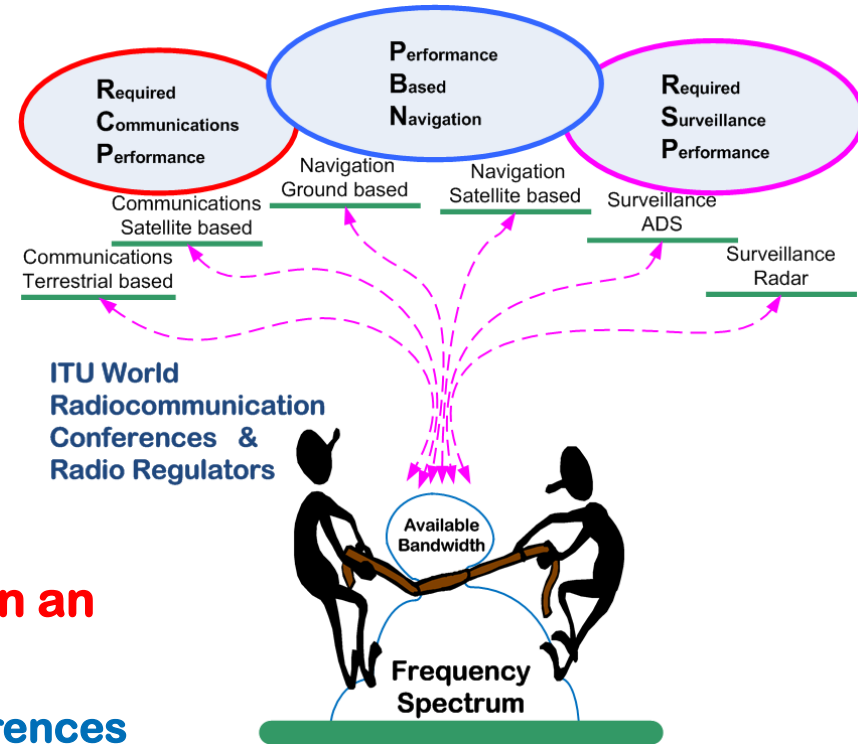 Required
Communications
Performance
Performance
Based
Navigation
Required
Surveillance
Performance
Communications
Terrestrial based
Communications
Satellite based
Navigation
Ground based
Navigation
Satellite based
Surveillance
ADS
Surveillance
Radar
ITU World
Radiocommunication
Conferences &
Radio Regulators
Available
Bandwidth
Frequency
Spectrum
n an
rences